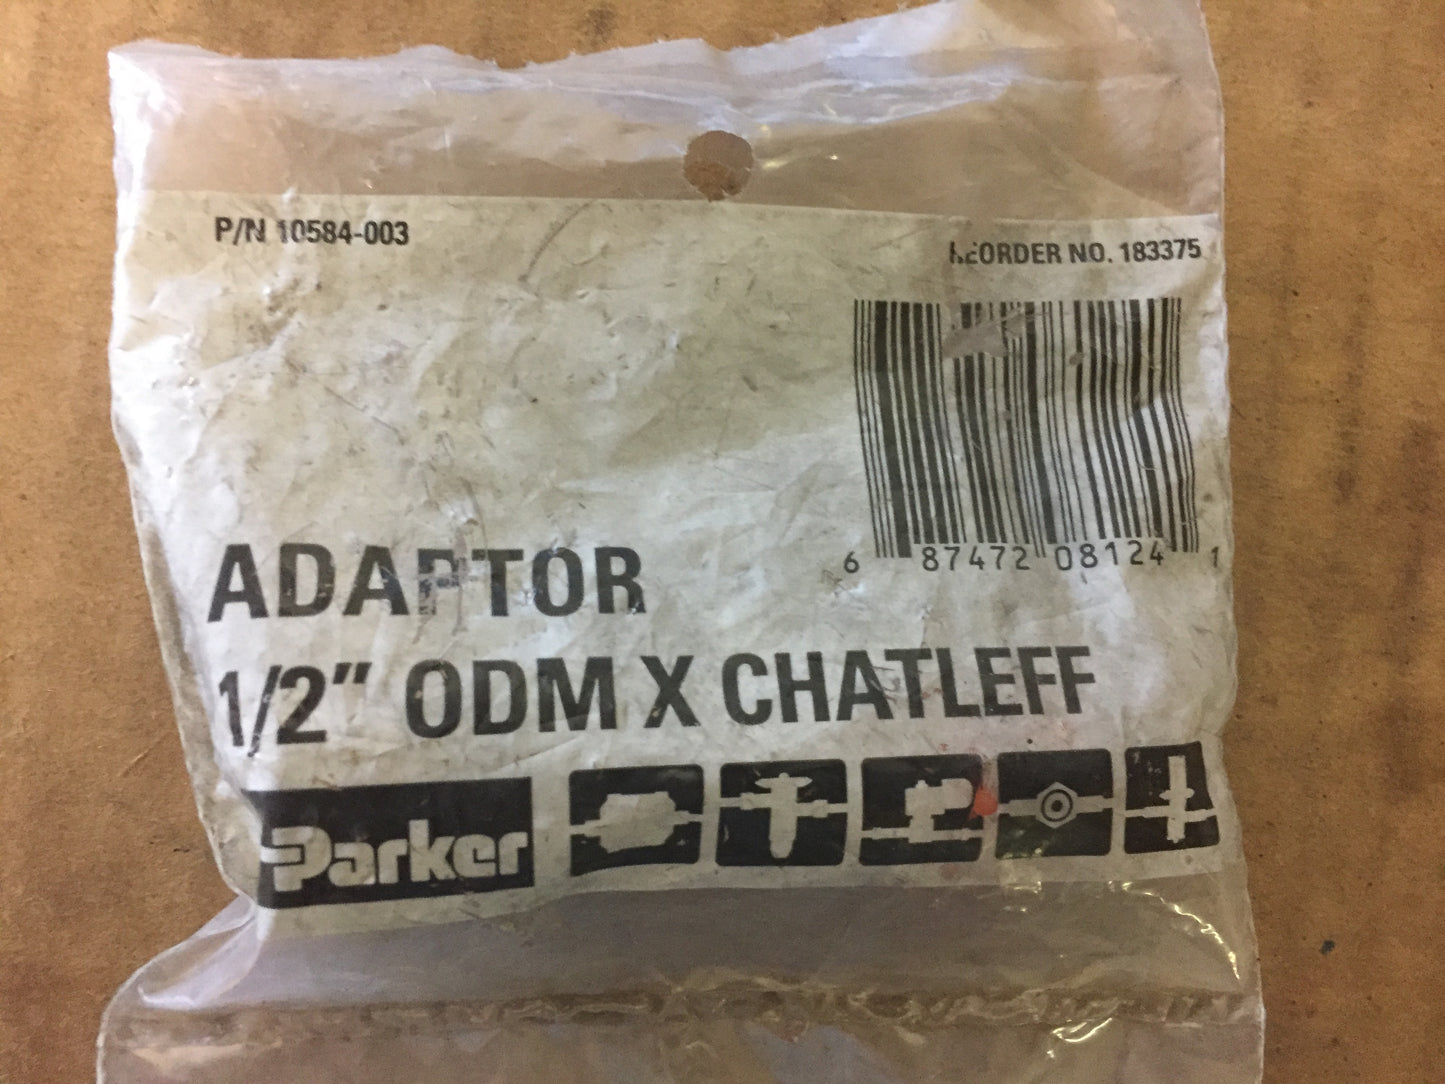 P/N 10584-003
REORDER NO. 183375
6 87472 08124 1
ADAPTOR
1/2" ODM X CHATLEFF
Parker